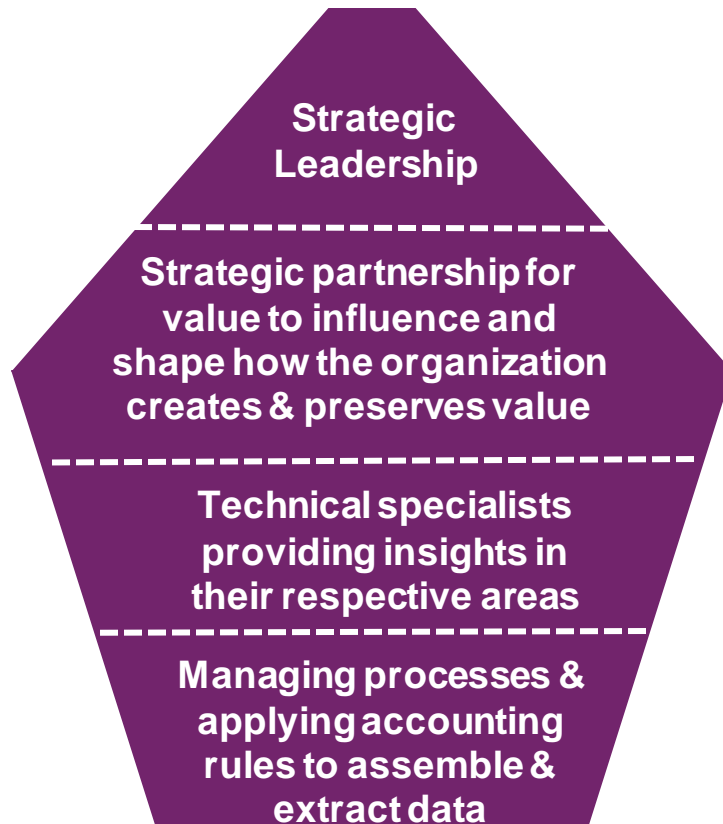 Strategic
Leadership
Strategic partnership for
value to influence and
shape how the organization
creates & preserves value
Technical specialists
providing insights in
their respective areas
Managing processes &
applying accounting
rules to assemble &
extract data